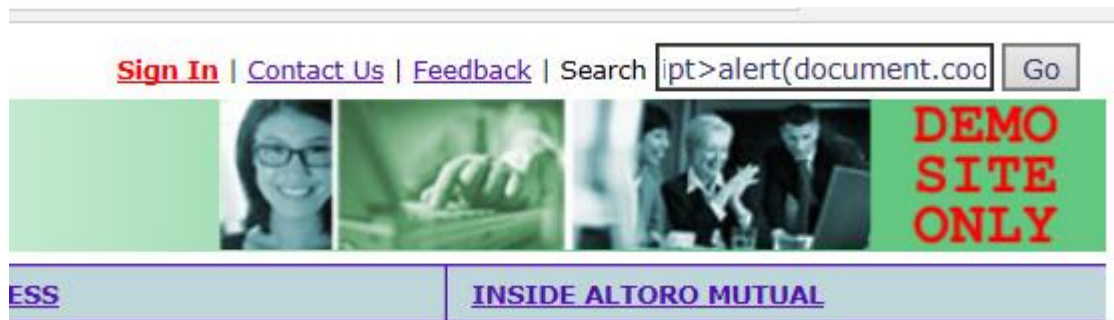 Sign In | Contact Us | Feedback | Search ipt>alert(document.coo Go
DEMO
SITE
ONLY
ESS
INSIDE ALTORO MUTUAL